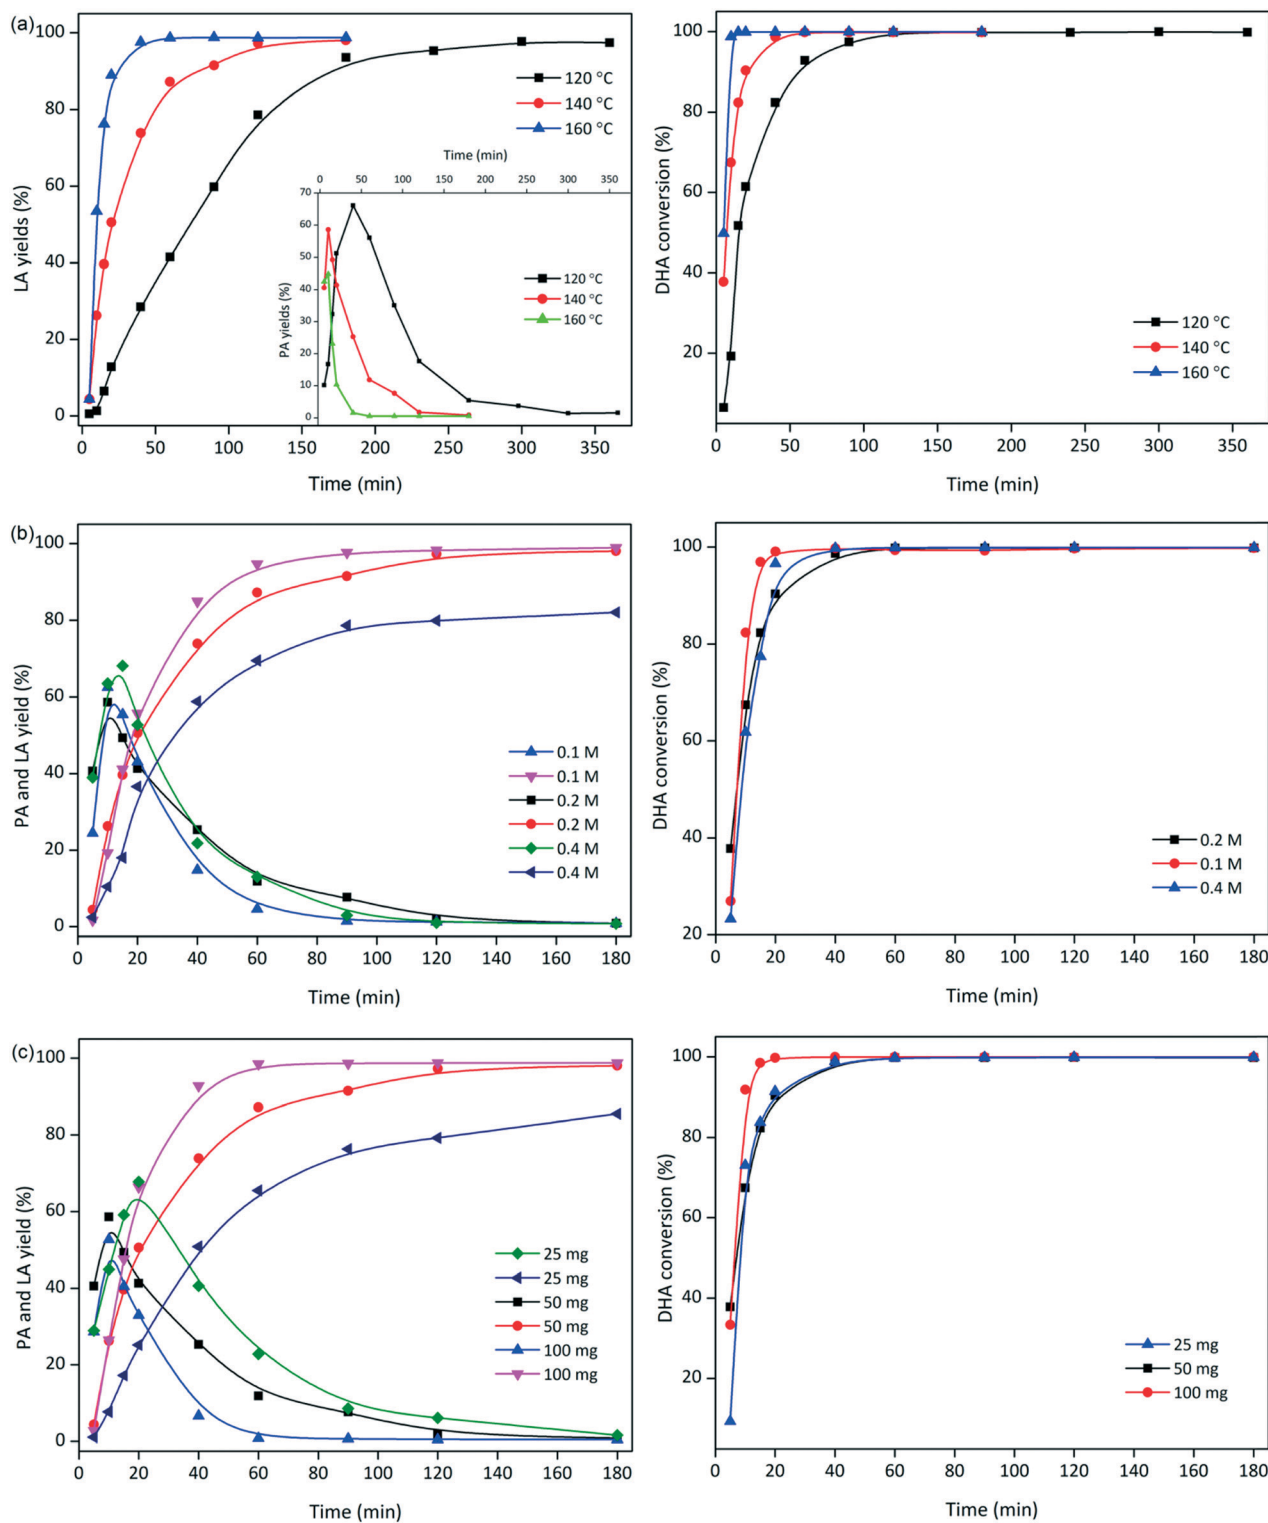 (a)
100
80
60
40
20
0
LA yields (%)
120 °C
140 °C
160 °C
Time (min)
0 50 100 150 200 250 300 350
70
60
50
40
30
20
10
0
PA yields (%)
120 °C
140 °C
160 °C
0 50 100 150 200 250 300 350
Time (min)
100
80
60
40
20
DHA conversion (%)
120 °C
140 °C
160 °C
0 50 100 150 200 250 300 350
Time (min)
(b)
100
80
60
40
20
0
PA and LA yield (%)
0.1 M
0.1 M
0.2 M
0.2 M
0.4 M
0.4 M
0 20 40 60 80 100 120 140 160 180
Time (min)
100
80
60
40
20
DHA conversion (%)
0.2 M
0.1 M
0.4 M
0 20 40 60 80 100 120 140 160 180
Time (min)
(c)
100
80
60
40
20
0
PA and LA yield (%)
25 mg
25 mg
50 mg
50 mg
100 mg
100 mg
0 20 40 60 80 100 120 140 160 180
Time (min)
100
80
60
40
20
DHA conversion (%)
25 mg
50 mg
100 mg
0 20 40 60 80 100 120 140 160 180
Time (min)